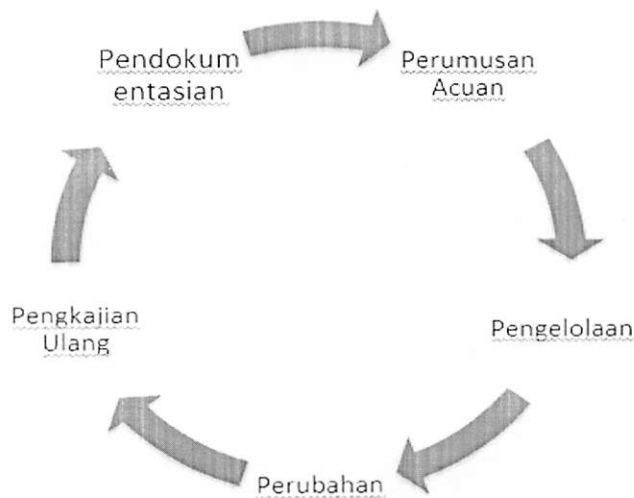 Pendokum
entasian
Perumusan
Acuan
Pengelolaan
Perubahan
Pengkajian
Ulang